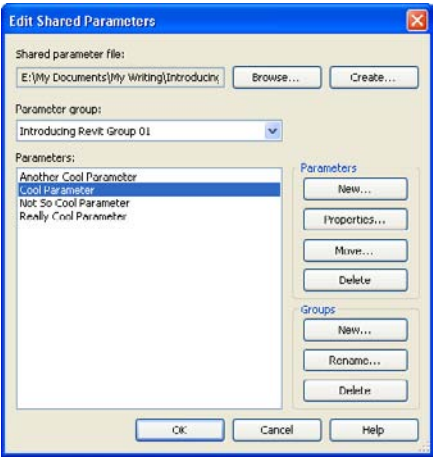 Edit Shared Parameters
Shared parameter file:
E:\My Documents\My Writing\Introducing
Browse...
Create...
Parameter group:
Introducing Revit Group 01
Parameters:
Another Cool Parameter
Cool Parameter
Not So Cool Parameter
Really Cool Parameter
Parameters
New...
Properties...
Move...
Delete
Groups
New...
Rename...
Delete
OK
Cancel
Help